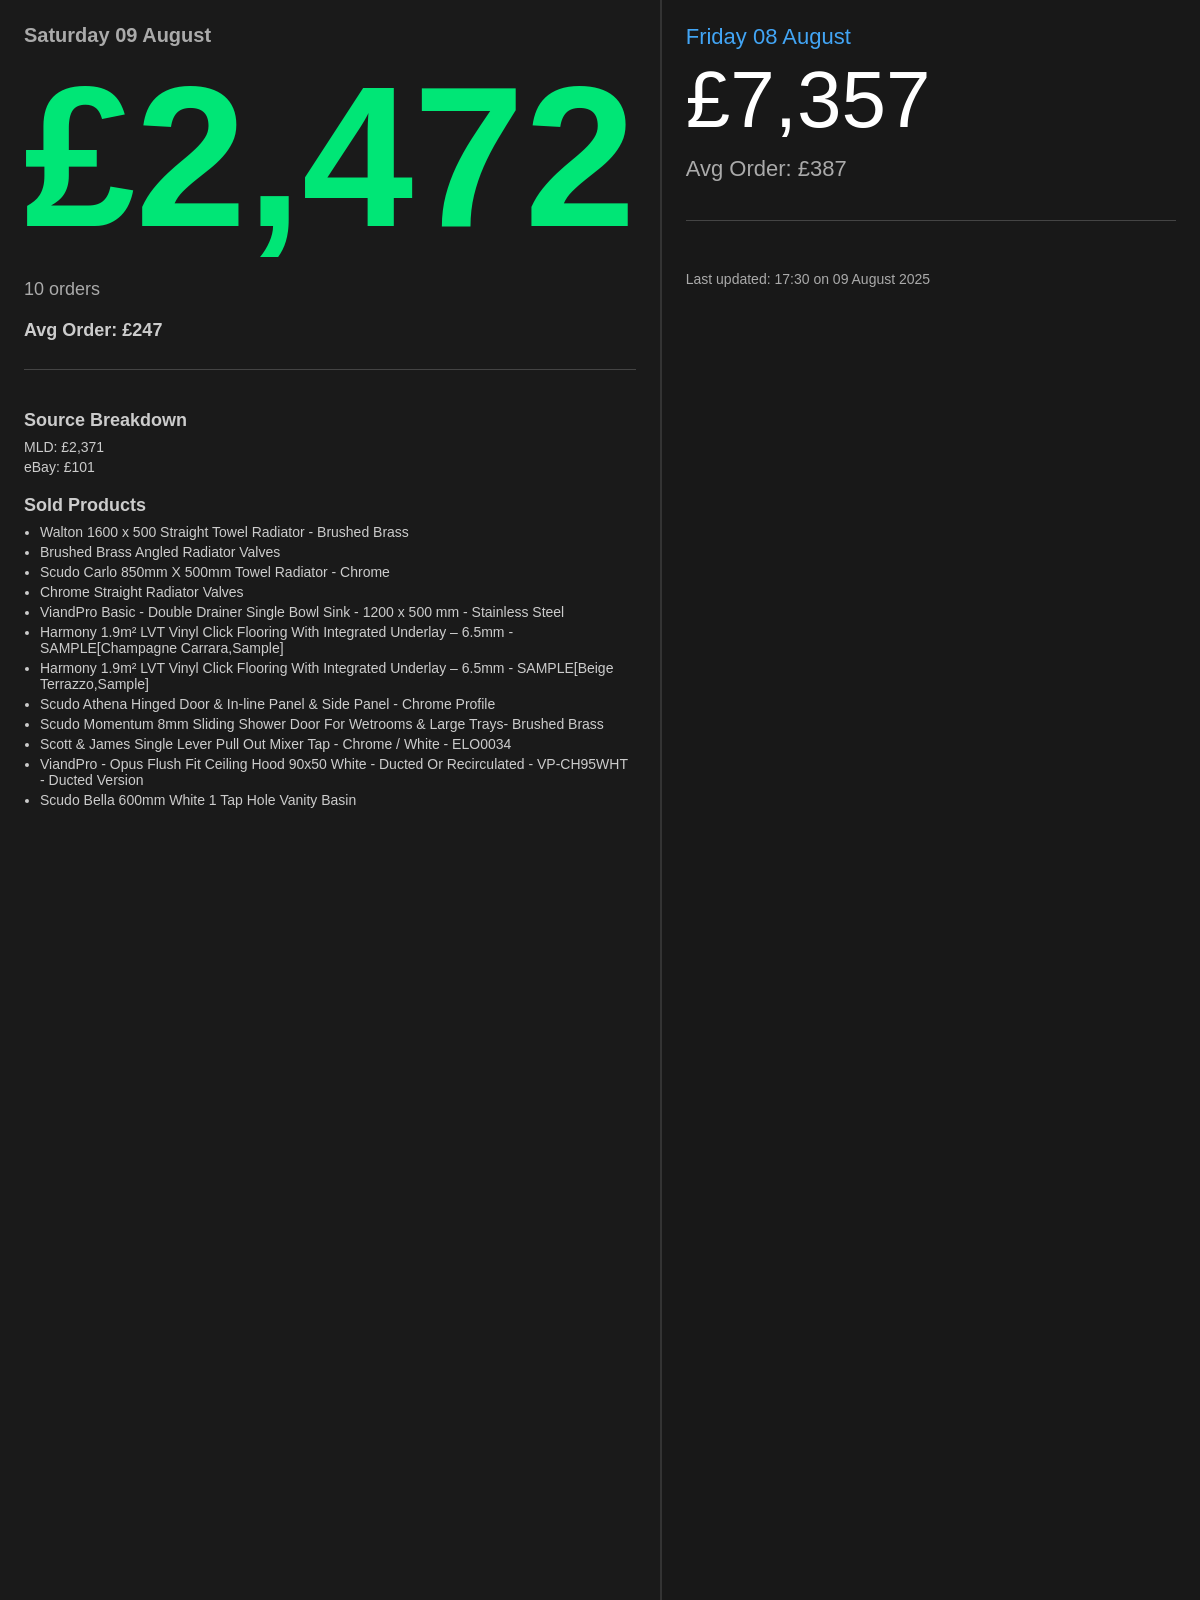 Saturday 09 August
£2,472
10 orders
Avg Order: £247
Source Breakdown
MLD: £2,371
eBay: £101
Sold Products
• Walton 1600 x 500 Straight Towel Radiator - Brushed Brass
• Brushed Brass Angled Radiator Valves
• Scudo Carlo 850mm X 500mm Towel Radiator - Chrome
• Chrome Straight Radiator Valves
• ViandPro Basic - Double Drainer Single Bowl Sink - 1200 x 500 mm - Stainless Steel
• Harmony 1.9m² LVT Vinyl Click Flooring With Integrated Underlay – 6.5mm -
SAMPLE[Champagne Carrara,Sample]
• Harmony 1.9m² LVT Vinyl Click Flooring With Integrated Underlay – 6.5mm - SAMPLE[Beige
Terrazzo,Sample]
• Scudo Athena Hinged Door & In-line Panel & Side Panel - Chrome Profile
• Scudo Momentum 8mm Sliding Shower Door For Wetrooms & Large Trays- Brushed Brass
• Scott & James Single Lever Pull Out Mixer Tap - Chrome / White - ELO0034
• ViandPro - Opus Flush Fit Ceiling Hood 90x50 White - Ducted Or Recirculated - VP-CH95WHT
- Ducted Version
• Scudo Bella 600mm White 1 Tap Hole Vanity Basin
Friday 08 August
£7,357
Avg Order: £387
Last updated: 17:30 on 09 August 2025